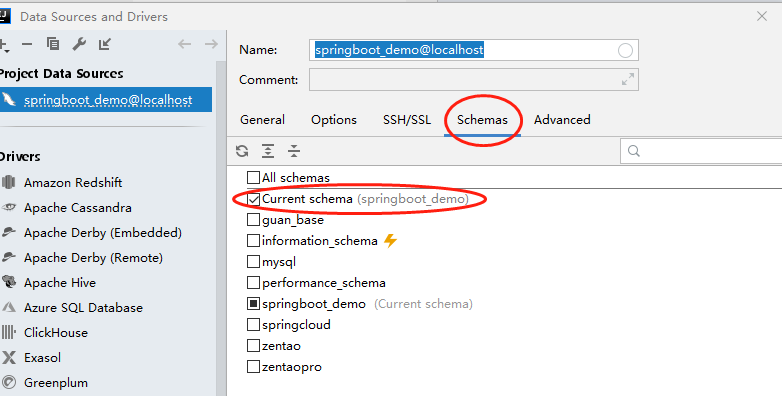 Data Sources and Drivers
Project Data Sources
springboot_demo@localhost
Drivers
Amazon Redshift
Apache Cassandra
Apache Derby (Embedded)
Apache Derby (Remote)
Apache Hive
Azure SQL Database
ClickHouse
Exasol
Greenplum
Name: springboot_demo@localhost
Comment:
General Options SSH/SSL Schemas Advanced
All schemas
Current schema (springboot_demo)
guan_base
information_schema
mysql
performance_schema
springboot_demo (Current schema)
springcloud
zentao
zentaopro